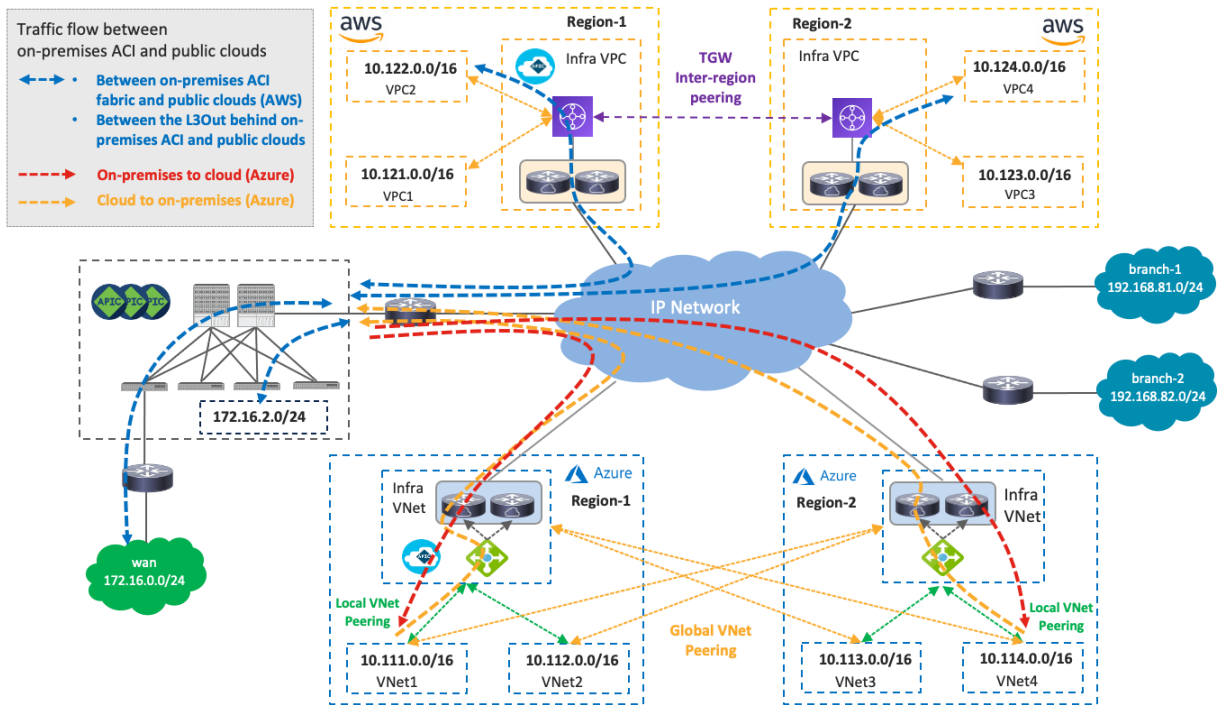 Traffic flow between
on-premises ACI and public clouds
• Between on-premises ACI
fabric and public clouds (AWS)
• Between the L3Out behind on-
premises ACI and public clouds
On-premises to cloud (Azure)
Cloud to on-premises (Azure)
aws
Region-1
10.122.0.0/16
VPC2
APIC
Infra VPC
10.121.0.0/16
VPC1
TGW
Inter-region
peering
Region-2
aws
Infra VPC
10.124.0.0/16
VPC4
10.123.0.0/16
VPC3
APIC
PIC
PIC
172.16.2.0/24
IP Network
branch-1
192.168.81.0/24
branch-2
192.168.82.0/24
wan
172.16.0.0/24
Infra
VNet
Azure
Region-1
APIC
Local VNet
Peering
10.111.0.0/16
VNet1
10.112.0.0/16
VNet2
Global VNet
Peering
Azure
Region-2
Infra
VNet
Local VNet
Peering
10.113.0.0/16
VNet3
10.114.0.0/16
VNet4